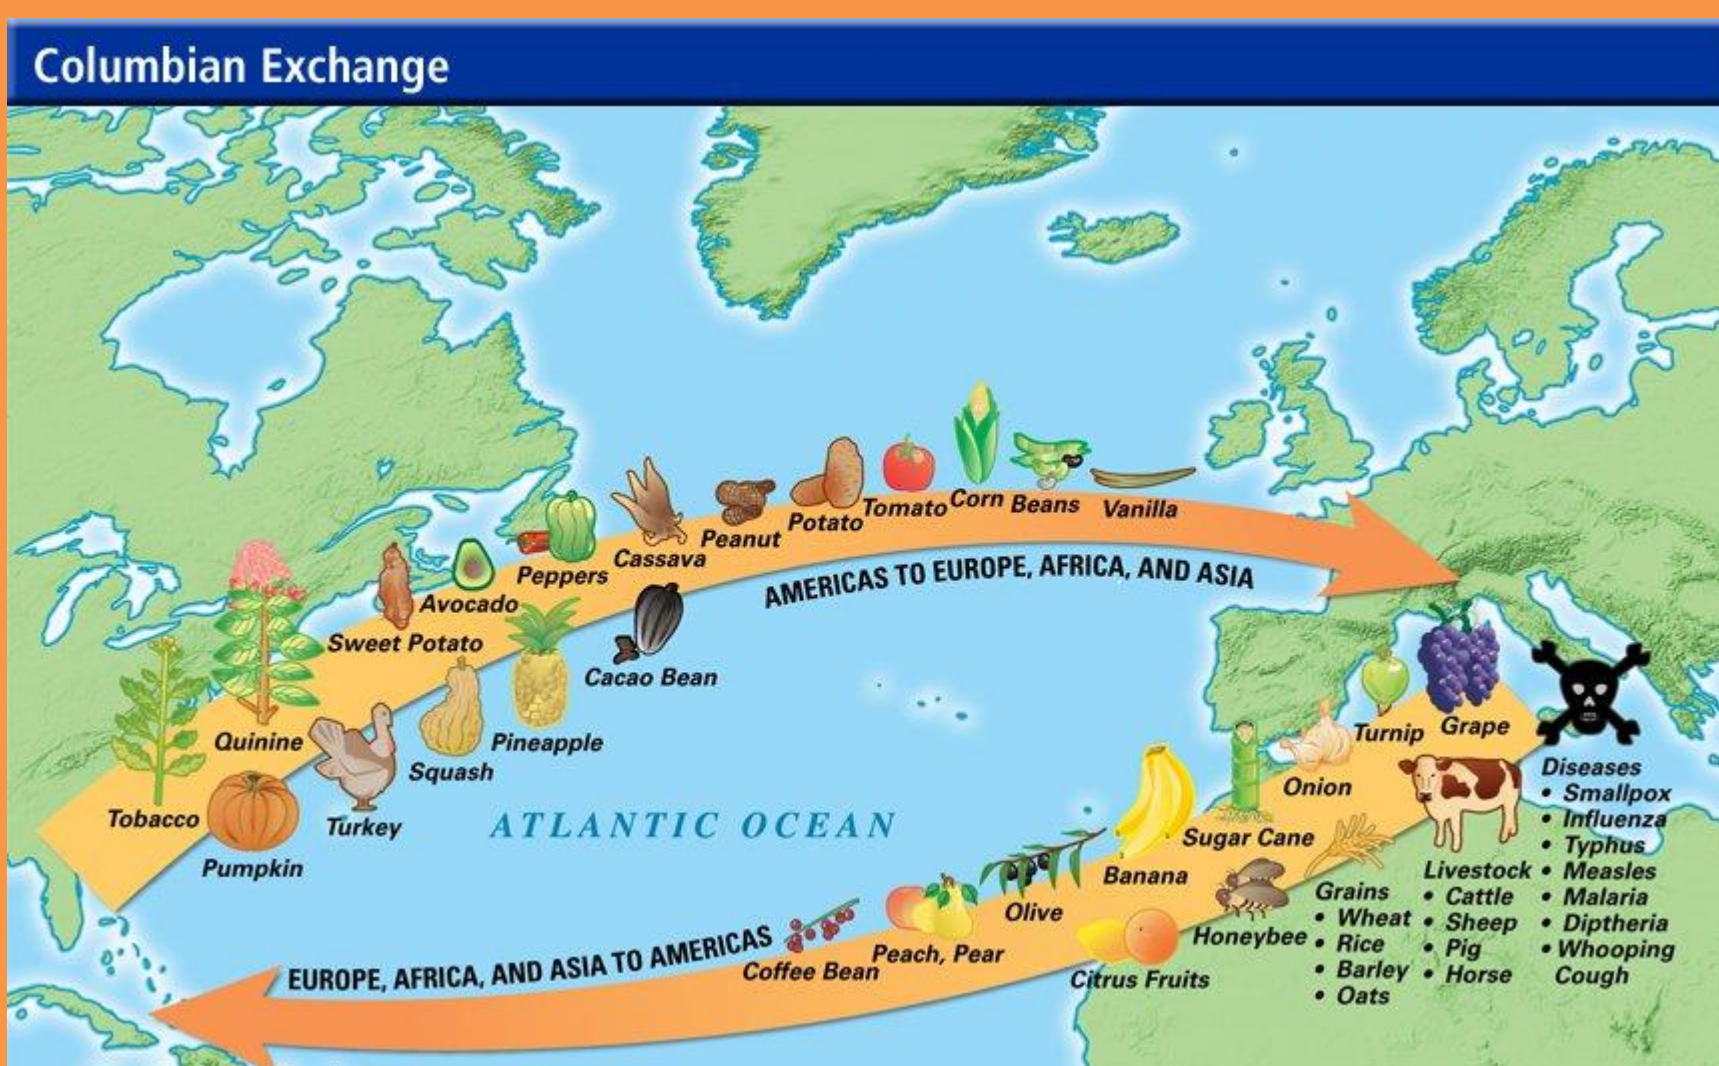 Columbian Exchange
Corn
Beans
Vanilla
Tomato
Potato
Peanut
Cassava
Peppers
Avocado
Sweet Potato
AMERICAS TO EUROPE, AFRICA, AND ASIA
Cacao Bean
Quinine
Pineapple
Squash
Tobacco
Turkey
Pumpkin
ATLANTIC OCEAN
Turnip
Grape
Onion
Sugar Cane
Banana
Olive
Honeybee
Peach, Pear
Citrus Fruits
Coffee Bean
EUROPE, AFRICA, AND ASIA TO AMERICAS
Grains
• Wheat
• Rice
• Barley
• Oats
Livestock
• Cattle
• Sheep
• Pig
• Horse
Diseases
• Smallpox
• Influenza
• Typhus
• Measles
• Malaria
• Diptheria
• Whooping
Cough